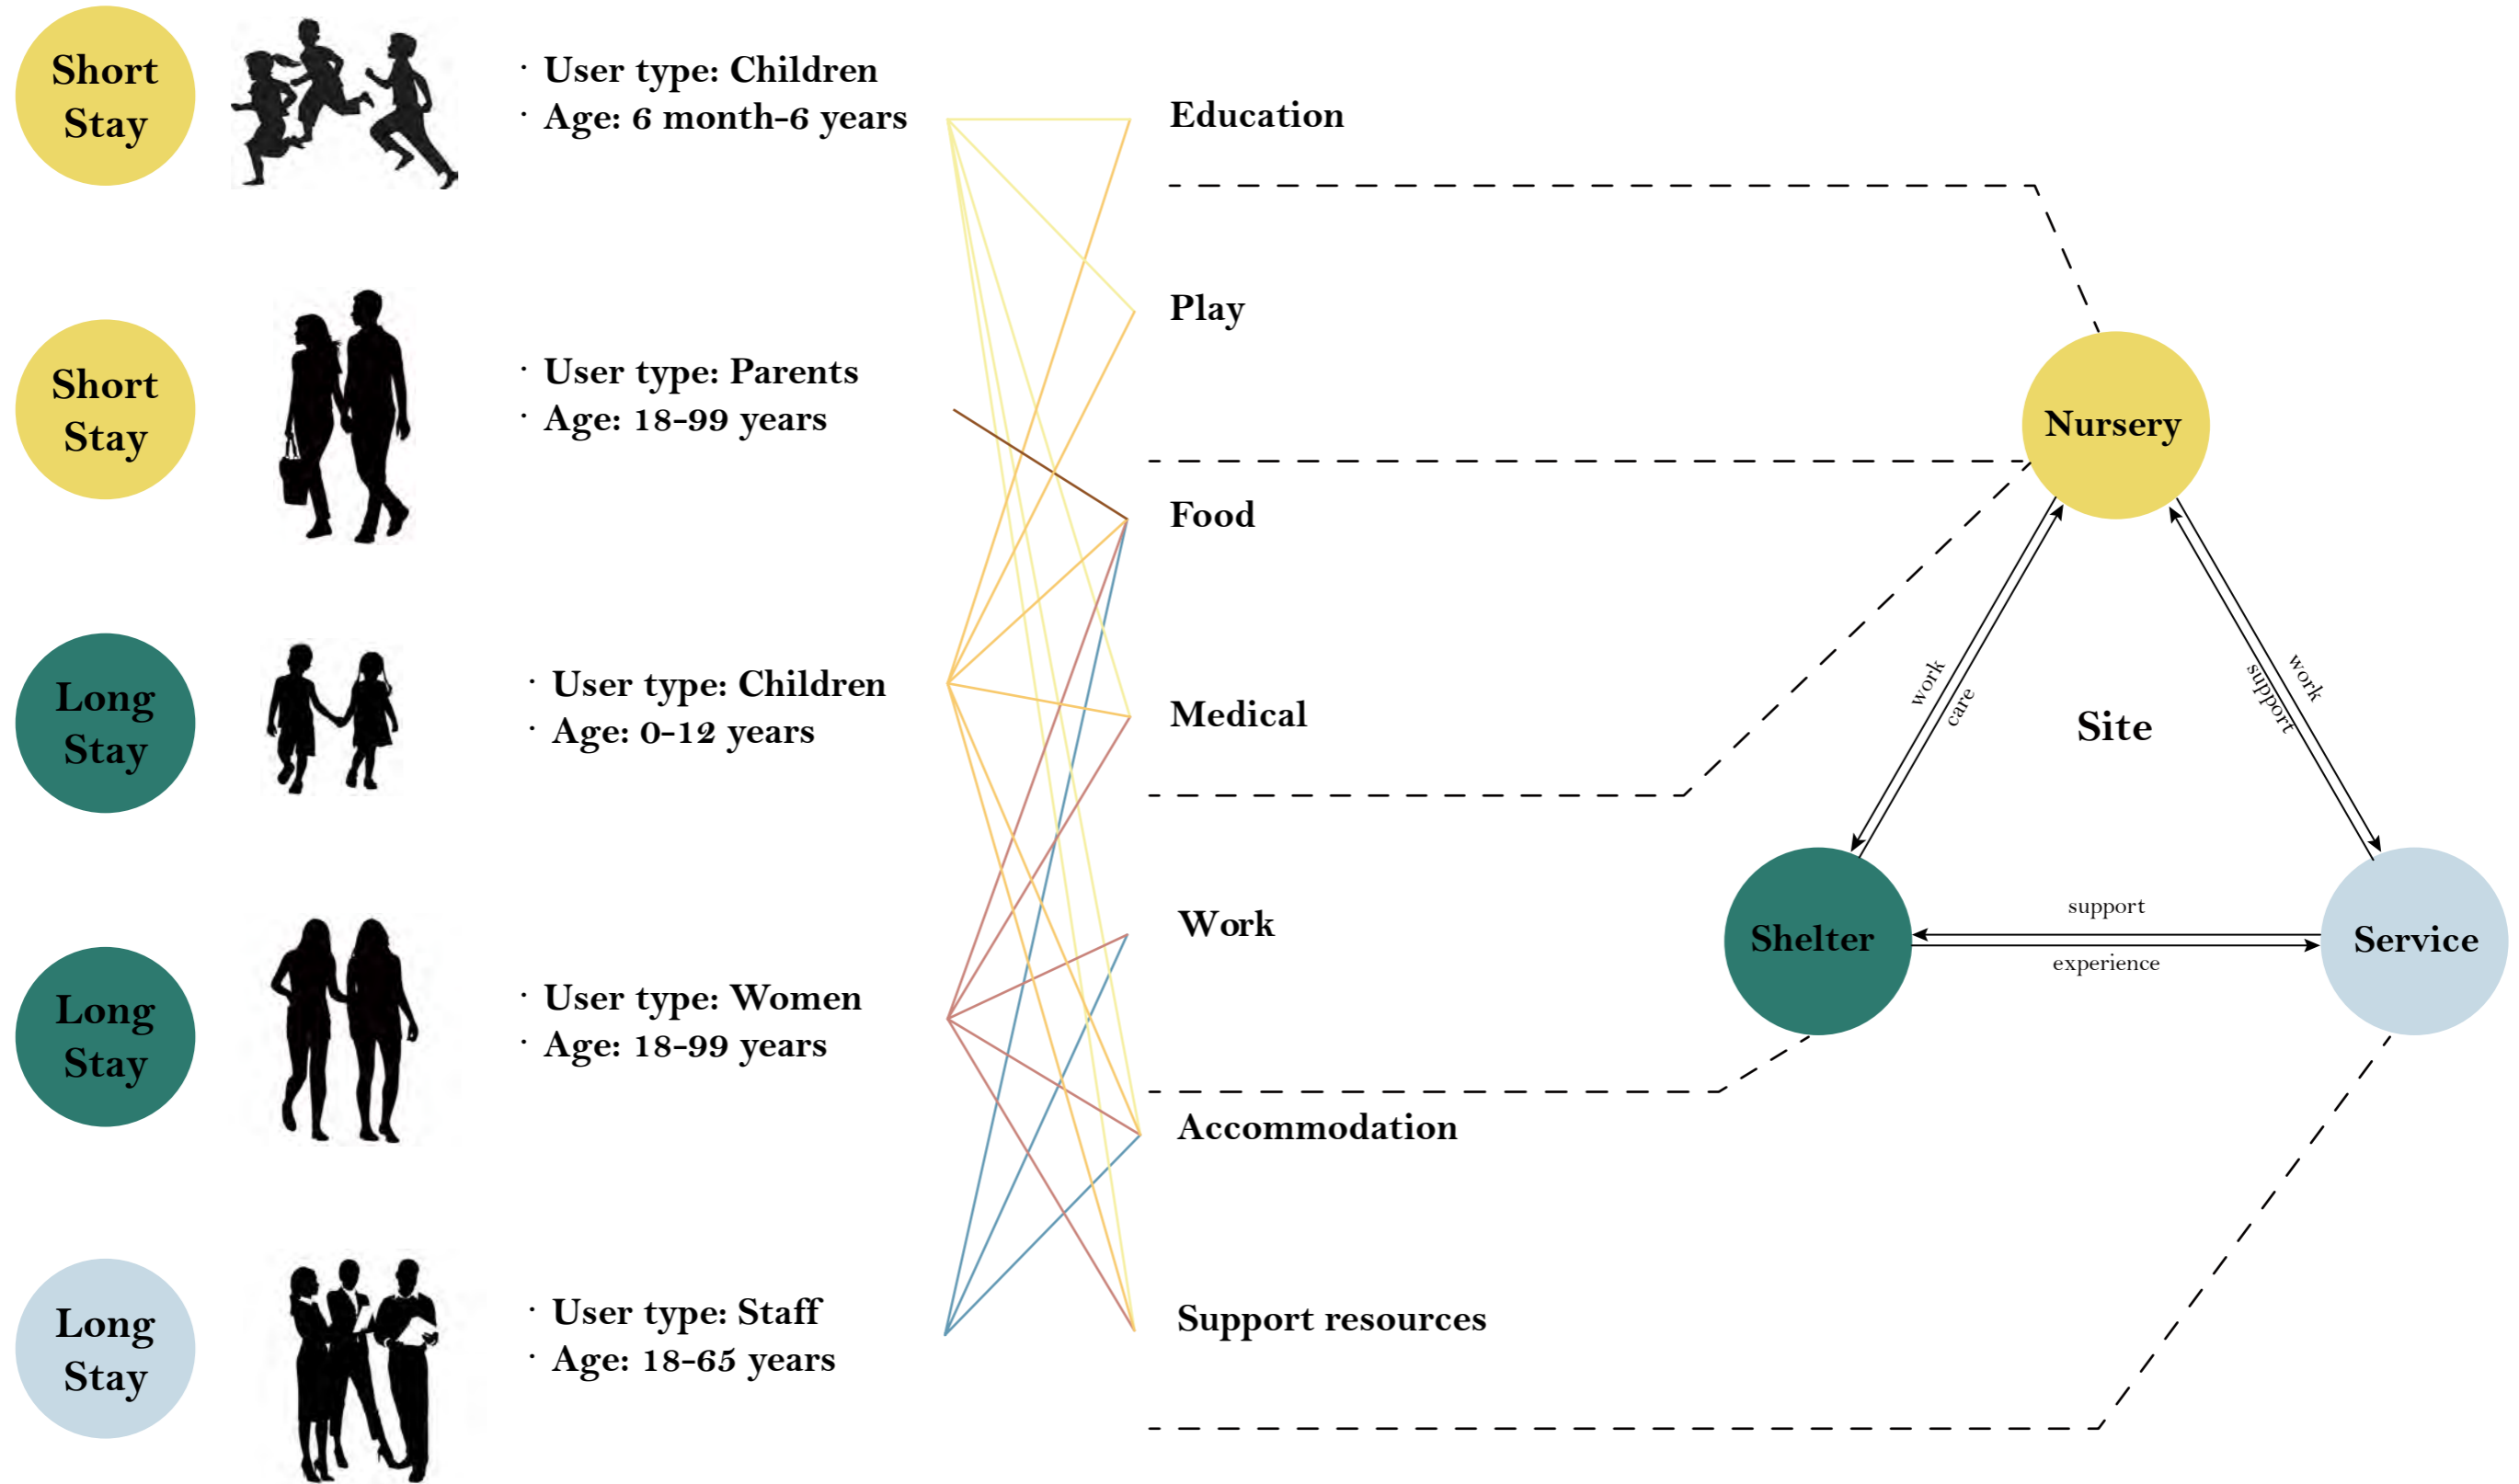 Short
Stay
· User type: Children
· Age: 6 month-6 years
Short
Stay
· User type: Parents
· Age: 18-99 years
Long
Stay
· User type: Children
· Age: 0-12 years
Long
Stay
· User type: Women
· Age: 18-99 years
Long
Stay
· User type: Staff
· Age: 18-65 years
Education
Play
Food
Medical
Work
Accommodation
Support resources
Nursery
work
care
work
support
Site
Shelter
support
experience
Service